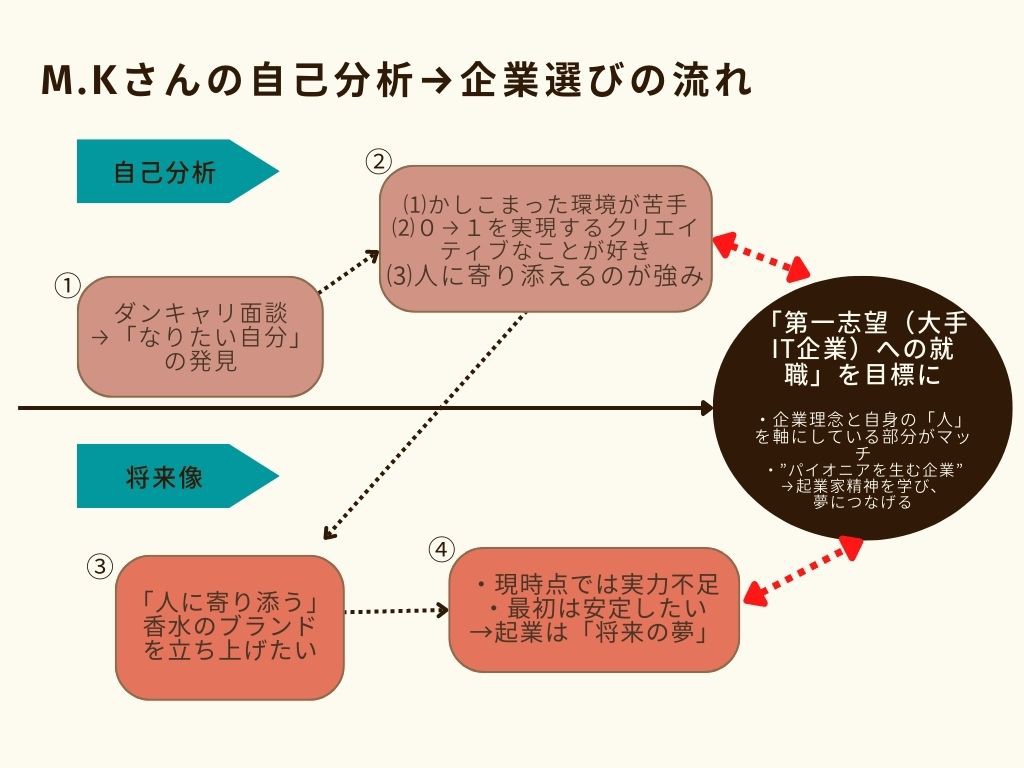 M.Kさんの自己分析→企業選びの流れ
自己分析
①
ダンキャリ面談
→「なりたい自分」
の発見
②
⑴かしこまった環境が苦手
⑵０→１を実現するクリエイ
ティブなことが好き
⑶人に寄り添えるのが強み
将来像
③
「人に寄り添う」
香水のブランド
を立ち上げたい
④
・現時点では実力不足
・最初は安定したい
→起業は「将来の夢」
「第一志望（大手
IT企業）への就
職」を目標に
・企業理念と自身の「人」
を軸にしている部分がマッ
チ
・”パイオニアを生む企業”
→起業家精神を学び、
夢につなげる